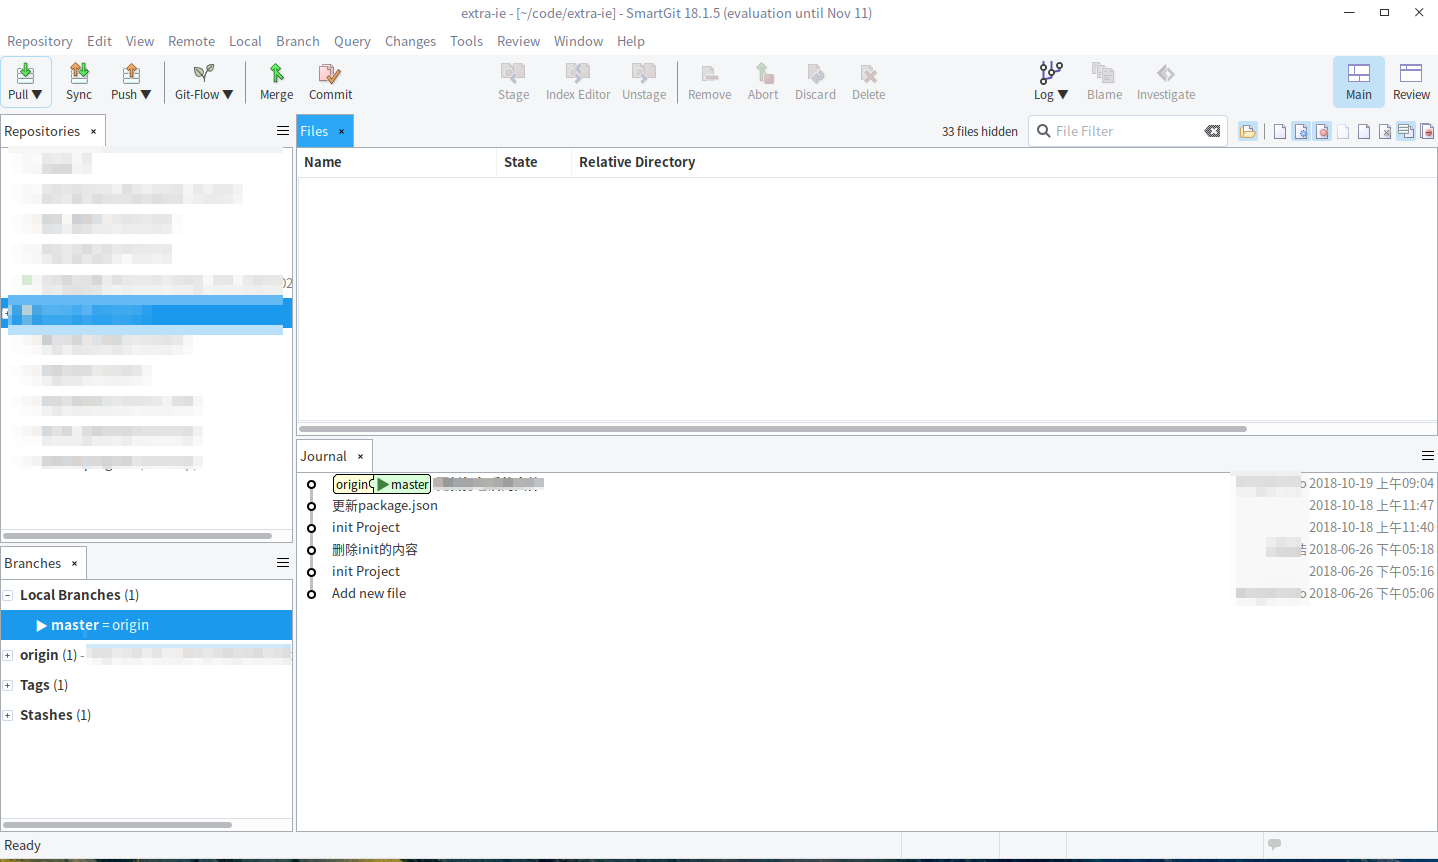 extra-ie - [~/code/extra-ie] - SmartGit 18.1.5 (evaluation until Nov 11)
Repository Edit View Remote Local Branch Query Changes Tools Review Window Help
Pull ▼ Sync Push ▼ Git-Flow ▼ Merge Commit Stage Index Editor Unstage Remove Abort Discard Delete Log ▼ Blame Investigate Main Review
Repositories
Files
33 files hidden
File Filter
Name State Relative Directory
Journal
origin master 2018-10-19 上午09:04
更新package.json 2018-10-18 上午11:47
init Project 2018-10-18 上午11:40
删除init的内容 2018-06-26 下午05:18
init Project 2018-06-26 下午05:16
Add new file 2018-06-26 下午05:06
Branches
Local Branches (1)
master = origin
origin (1) -
Tags (1)
Stashes (1)
Ready